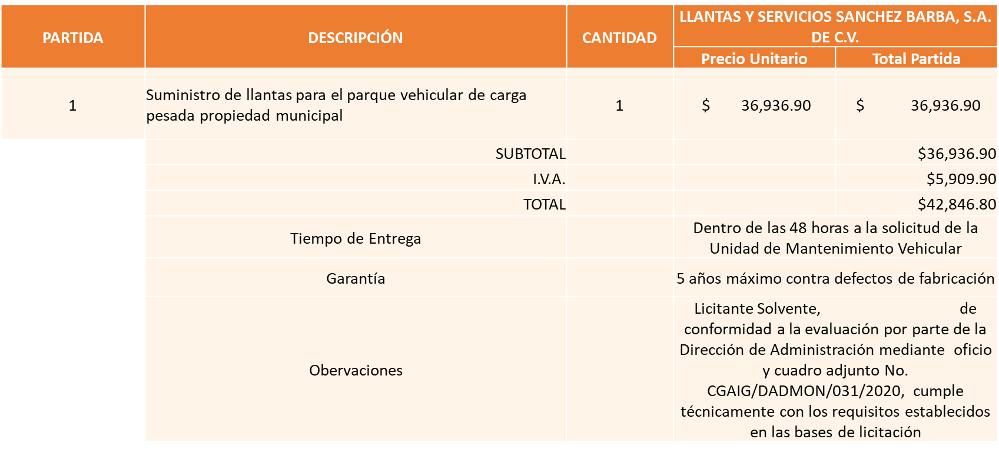 PARTIDA
DESCRIPCIÓN
CANTIDAD
LLANTAS Y SERVICIOS SANCHEZ BARBA, S.A.
DE C.V.
Precio Unitario
Total Partida
1
Suministro de llantas para el parque vehicular de carga
pesada propiedad municipal
1
$ 36,936.90
$ 36,936.90
SUBTOTAL
$36,936.90
I.V.A.
$5,909.90
TOTAL
$42,846.80
Tiempo de Entrega
Dentro de las 48 horas a la solicitud de la
Unidad de Mantenimiento Vehicular
Garantía
5 años máximo contra defectos de fabricación
Obervaciones
Licitante Solvente, de
conformidad a la evaluación por parte de la
Dirección de Administración mediante oficio
y cuadro adjunto No.
CGAIG/DADMON/031/2020, cumple
técnicamente con los requisitos establecidos
en las bases de licitación